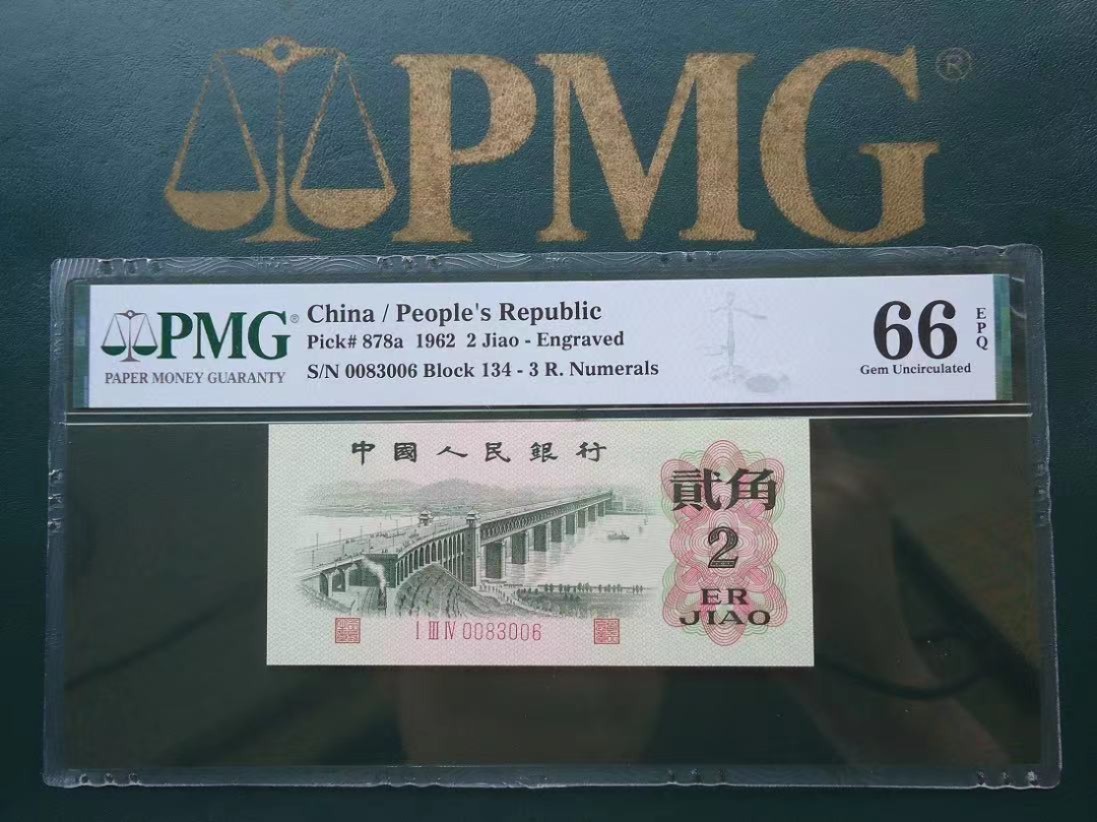 PMG®
PMG®
PAPER MONEY GUARANTY
China / People's Republic
Pick# 878a 1962 2 Jiao - Engraved
S/N 0083006 Block 134 - 3 R. Numerals
66
EPQ
Gem Uncirculated
中國人民銀行
貳角
2
ER
JIAO
I III IV 0083006